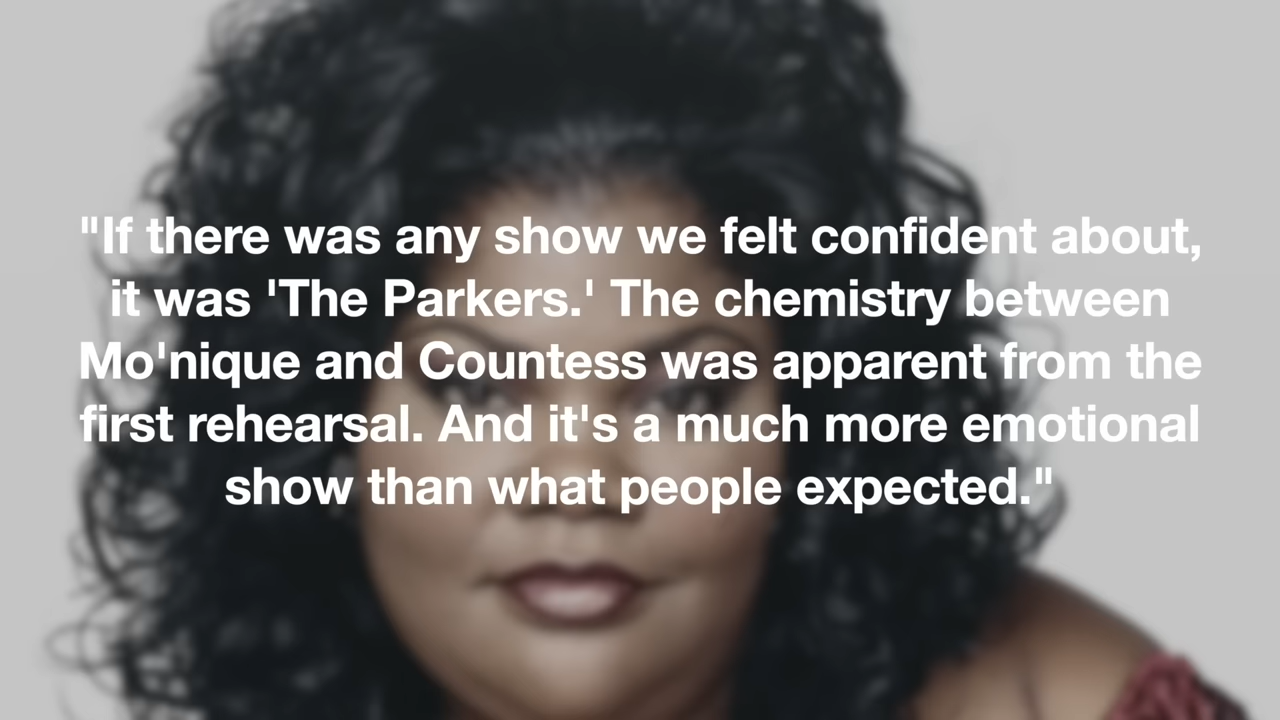 "If there was any show we felt confident about,
it was 'The Parkers.' The chemistry between
Mo'nique and Countess was apparent from the
first rehearsal. And it's a much more emotional
show than what people expected."